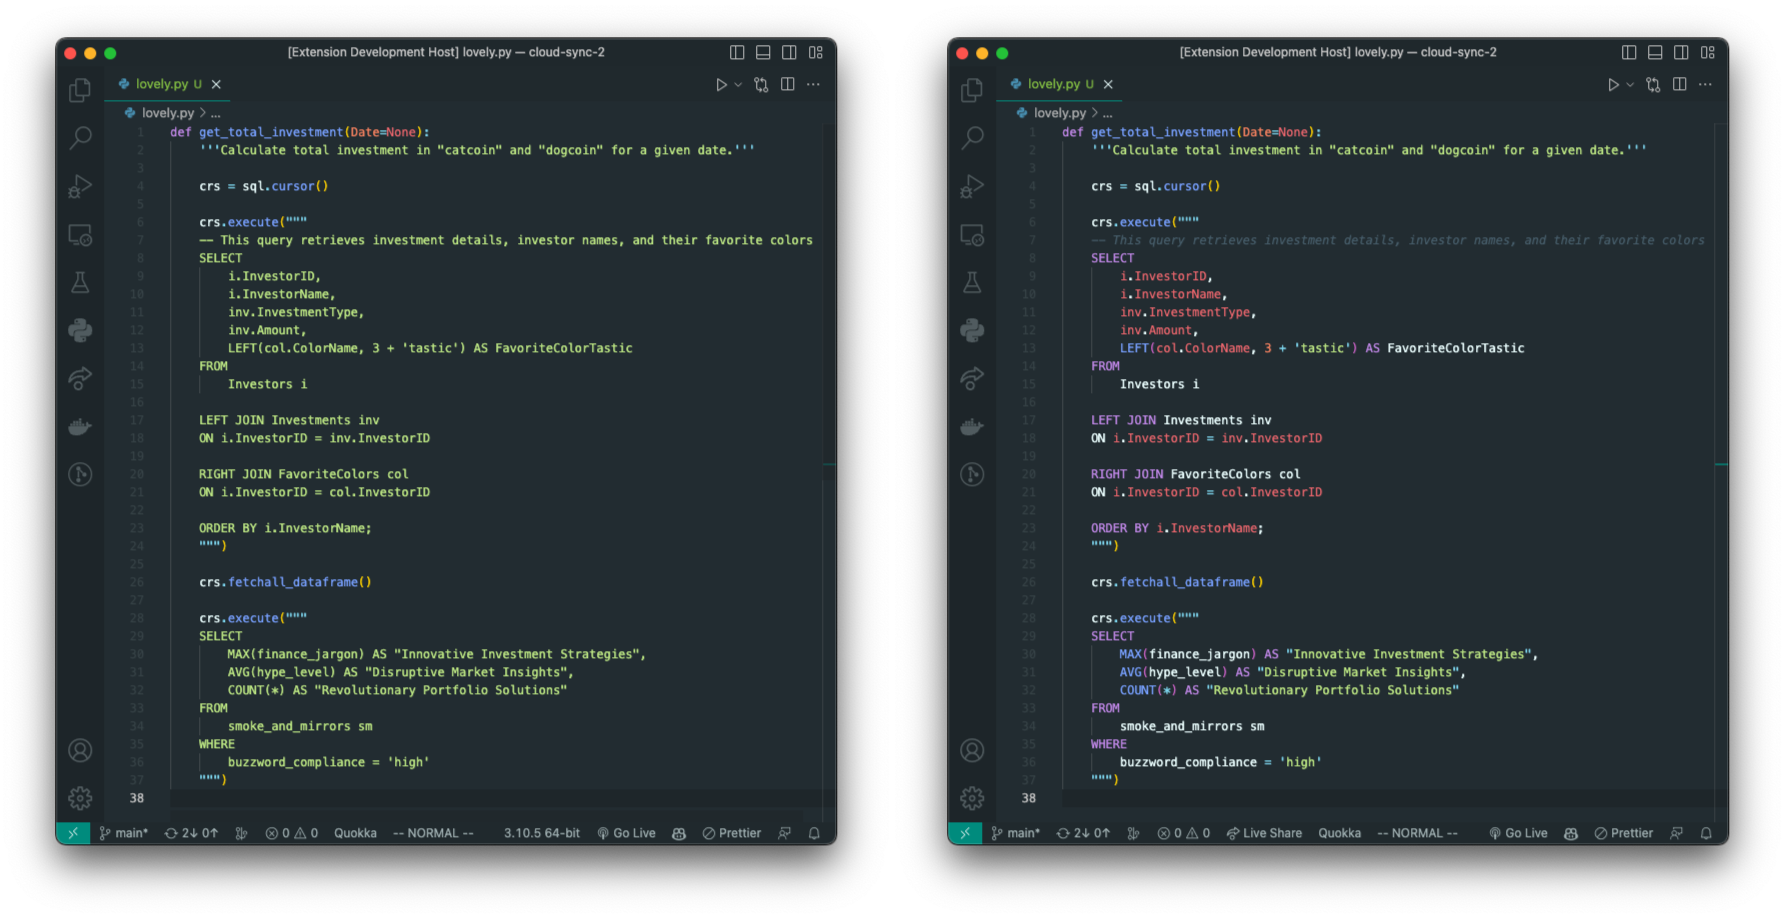 [Extension Development Host] lovely.py — cloud-sync-2
lovely.py U
lovely.py > ...
1 def get_total_investment(Date=None):
2 '''Calculate total investment in "catcoin" and "dogcoin" for a given date.'''
3
4 crs = sql.cursor()
5
6 crs.execute("""
7 -- This query retrieves investment details, investor names, and their favorite colors
8 SELECT
9 i.InvestorID,
10 i.InvestorName,
11 inv.InvestmentType,
12 inv.Amount,
13 LEFT(col.ColorName, 3 + 'tastic') AS FavoriteColorTastic
14 FROM
15 Investors i
16
17 LEFT JOIN Investments inv
18 ON i.InvestorID = inv.InvestorID
19
20 RIGHT JOIN FavoriteColors col
21 ON i.InvestorID = col.InvestorID
22
23 ORDER BY i.InvestorName;
24 """)
25
26 crs.fetchall_dataframe()
27
28 crs.execute("""
29 SELECT
30 MAX(finance_jargon) AS "Innovative Investment Strategies",
31 AVG(hype_level) AS "Disruptive Market Insights",
32 COUNT(*) AS "Revolutionary Portfolio Solutions"
33 FROM
34 smoke_and_mirrors sm
35 WHERE
36 buzzword_compliance = 'high'
37 """)
38
main* 2↓ 0↑ 0 0 Quokka -- NORMAL -- 3.10.5 64-bit Go Live Prettier
[Extension Development Host] lovely.py — cloud-sync-2
lovely.py U
lovely.py > ...
1 def get_total_investment(Date=None):
2 '''Calculate total investment in "catcoin" and "dogcoin" for a given date.'''
3
4 crs = sql.cursor()
5
6 crs.execute("""
7 -- This query retrieves investment details, investor names, and their favorite colors
8 SELECT
9 i.InvestorID,
10 i.InvestorName,
11 inv.InvestmentType,
12 inv.Amount,
13 LEFT(col.ColorName, 3 + 'tastic') AS FavoriteColorTastic
14 FROM
15 Investors i
16
17 LEFT JOIN Investments inv
18 ON i.InvestorID = inv.InvestorID
19
20 RIGHT JOIN FavoriteColors col
21 ON i.InvestorID = col.InvestorID
22
23 ORDER BY i.InvestorName;
24 """)
25
26 crs.fetchall_dataframe()
27
28 crs.execute("""
29 SELECT
30 MAX(finance_jargon) AS "Innovative Investment Strategies",
31 AVG(hype_level) AS "Disruptive Market Insights",
32 COUNT(*) AS "Revolutionary Portfolio Solutions"
33 FROM
34 smoke_and_mirrors sm
35 WHERE
36 buzzword_compliance = 'high'
37 """)
38
main* 2↓ 0↑ 0 0 Live Share Quokka -- NORMAL -- Go Live Prettier